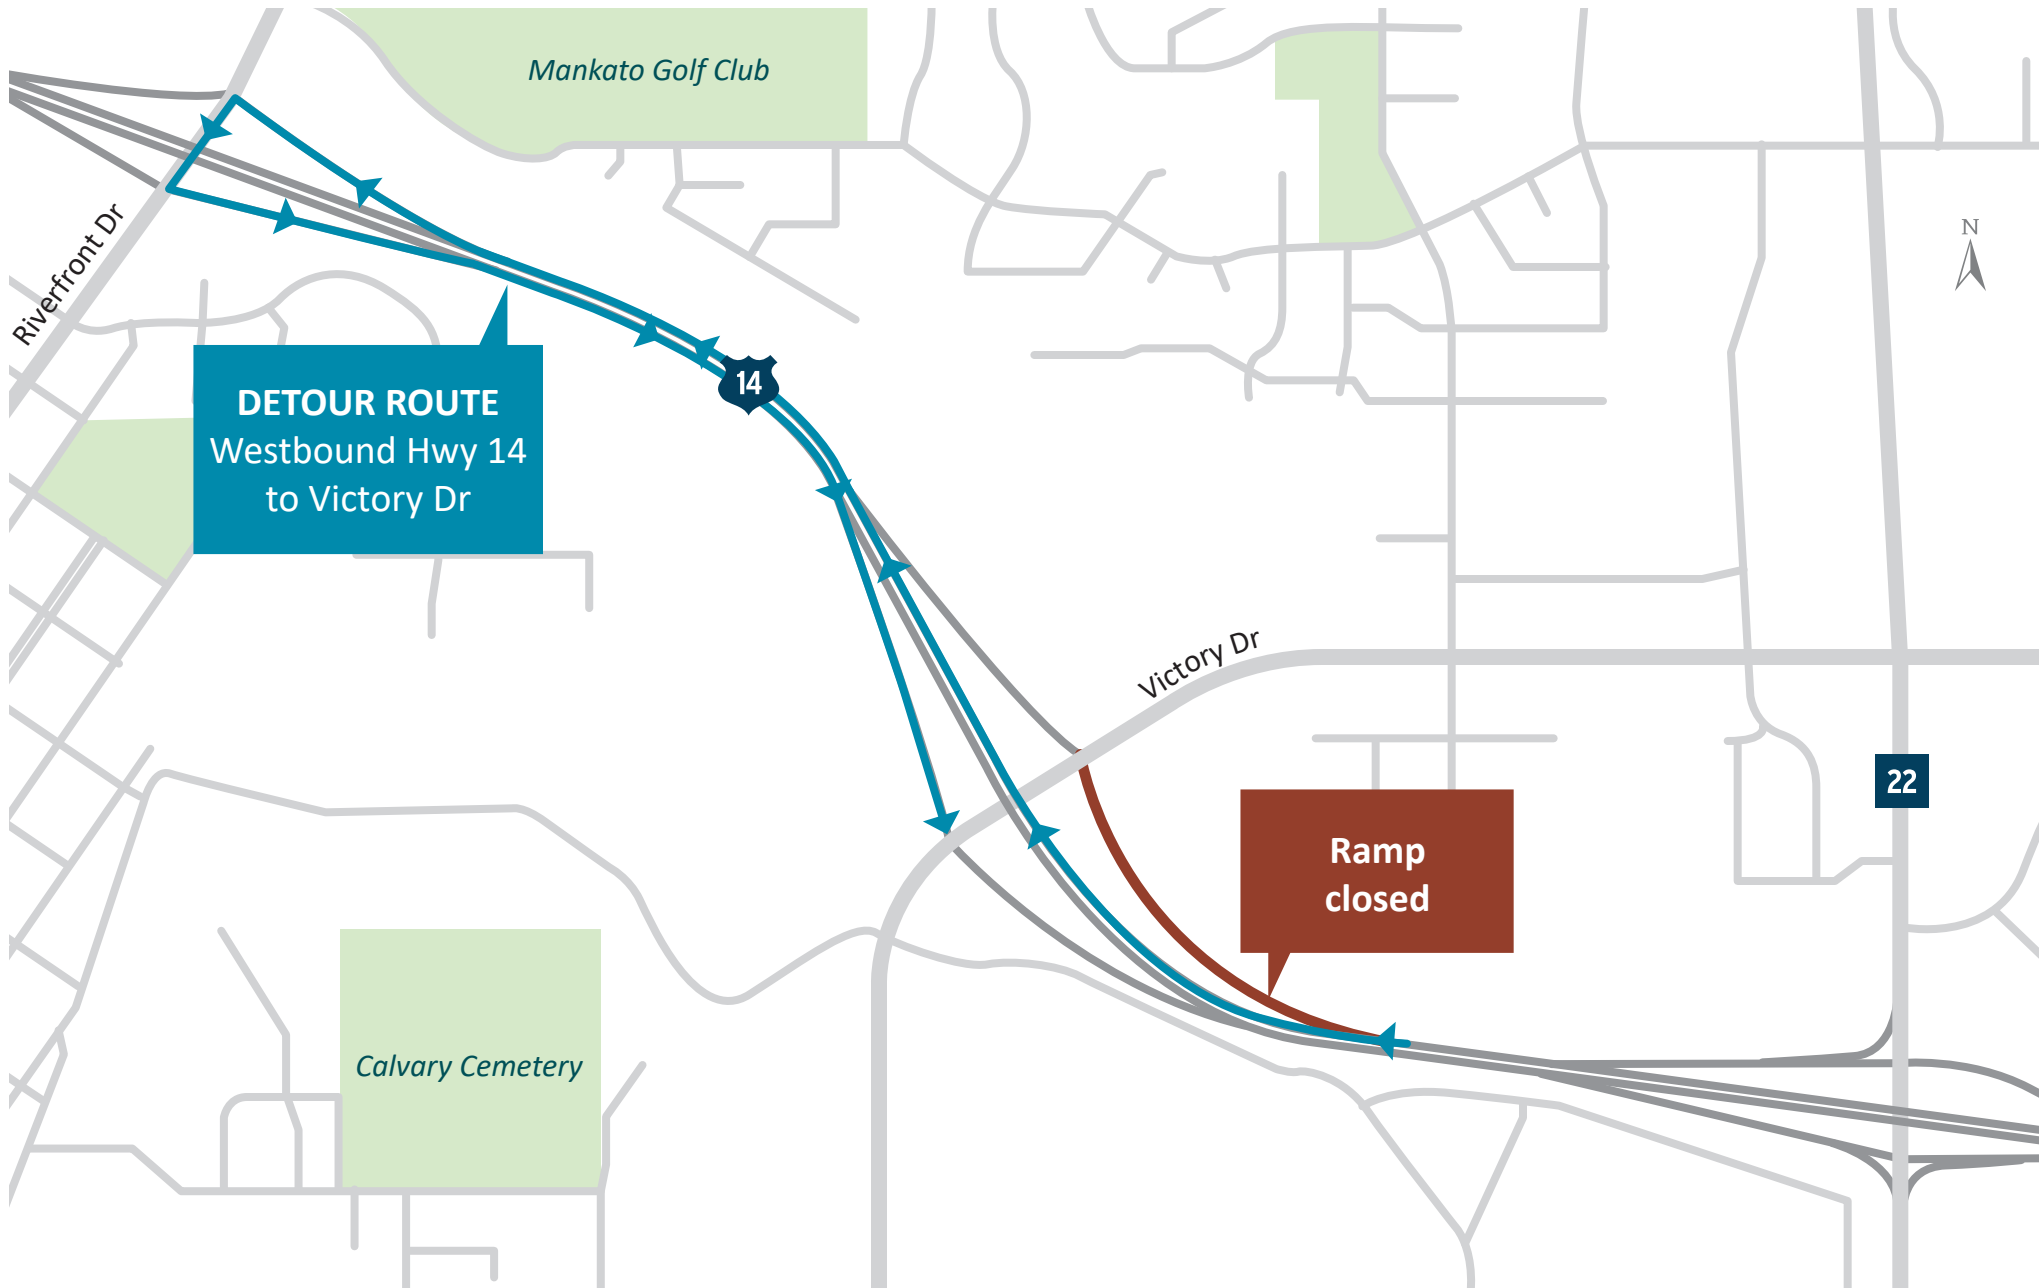 Mankato Golf Club
N
Riverfront Dr
14
DETOUR ROUTE
Westbound Hwy 14
to Victory Dr
Victory Dr
22
Ramp
closed
Calvary Cemetery